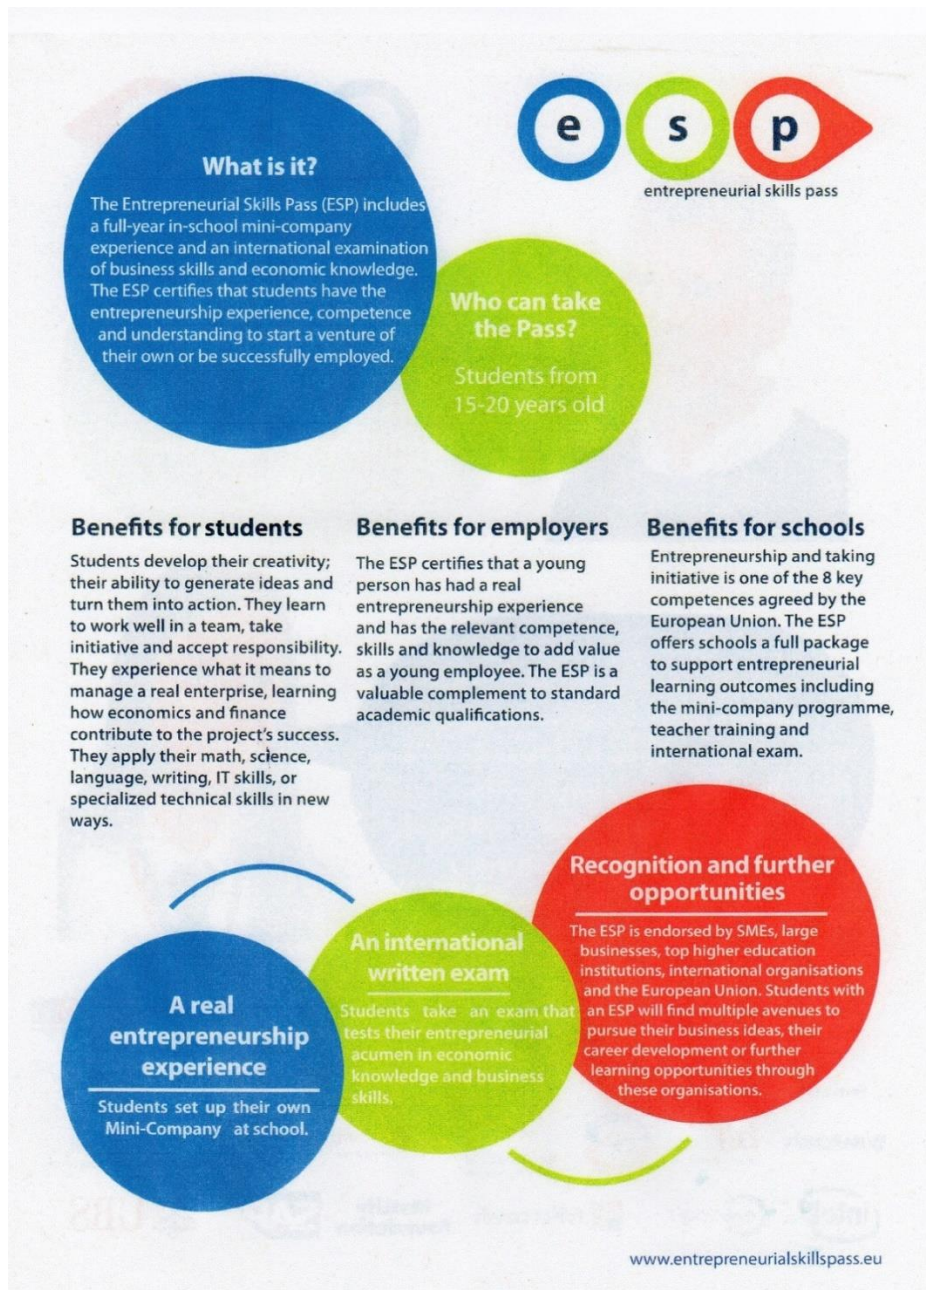 What is it?
The Entrepreneurial Skills Pass (ESP) includes
a full-year in-school mini-company
experience and an international examination
of business skills and economic knowledge.
The ESP certifies that students have the
entrepreneurship experience, competence
and understanding to start a venture of
their own or be successfully employed.
e s p
entrepreneurial skills pass
Who can take
the Pass?
Students from
15-20 years old
Benefits for students
Students develop their creativity;
their ability to generate ideas and
turn them into action. They learn
to work well in a team, take
initiative and accept responsibility.
They experience what it means to
manage a real enterprise, learning
how economics and finance
contribute to the project's success.
They apply their math, science,
language, writing, IT skills, or
specialized technical skills in new
ways.
Benefits for employers
The ESP certifies that a young
person has had a real
entrepreneurship experience
and has the relevant competence,
skills and knowledge to add value
as a young employee. The ESP is a
valuable complement to standard
academic qualifications.
Benefits for schools
Entrepreneurship and taking
initiative is one of the 8 key
competences agreed by the
European Union. The ESP
offers schools a full package
to support entrepreneurial
learning outcomes including
the mini-company programme,
teacher training and
international exam.
A real
entrepreneurship
experience
Students set up their own
Mini-Company at school.
An international
written exam
Students take an exam that
tests their entrepreneurial
acumen in economic
knowledge and business
skills.
Recognition and further
opportunities
The ESP is endorsed by SMEs, large
businesses, top higher education
institutions, international organisations
and the European Union. Students with
an ESP will find multiple avenues to
pursue their business ideas, their
career development or further
learning opportunities through
these organisations.
www.entrepreneurialskillspass.eu